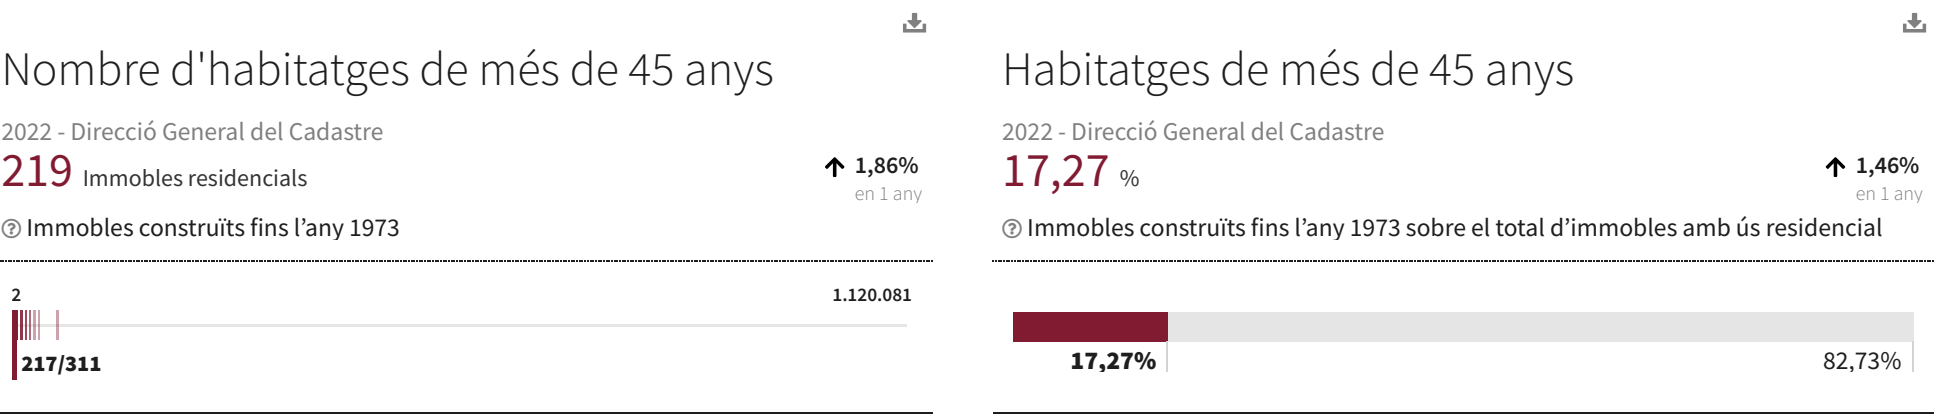 Nombre d'habitatges de més de 45 anys
2022 - Direcció General del Cadastre
219 Immobles residencials
1,86%
en 1 any
Immobles construïts fins l’any 1973
2
1.120.081
217/311
Habitatges de més de 45 anys
2022 - Direcció General del Cadastre
17,27 %
1,46%
en 1 any
Immobles construïts fins l’any 1973 sobre el total d’immobles amb ús residencial
17,27%
82,73%